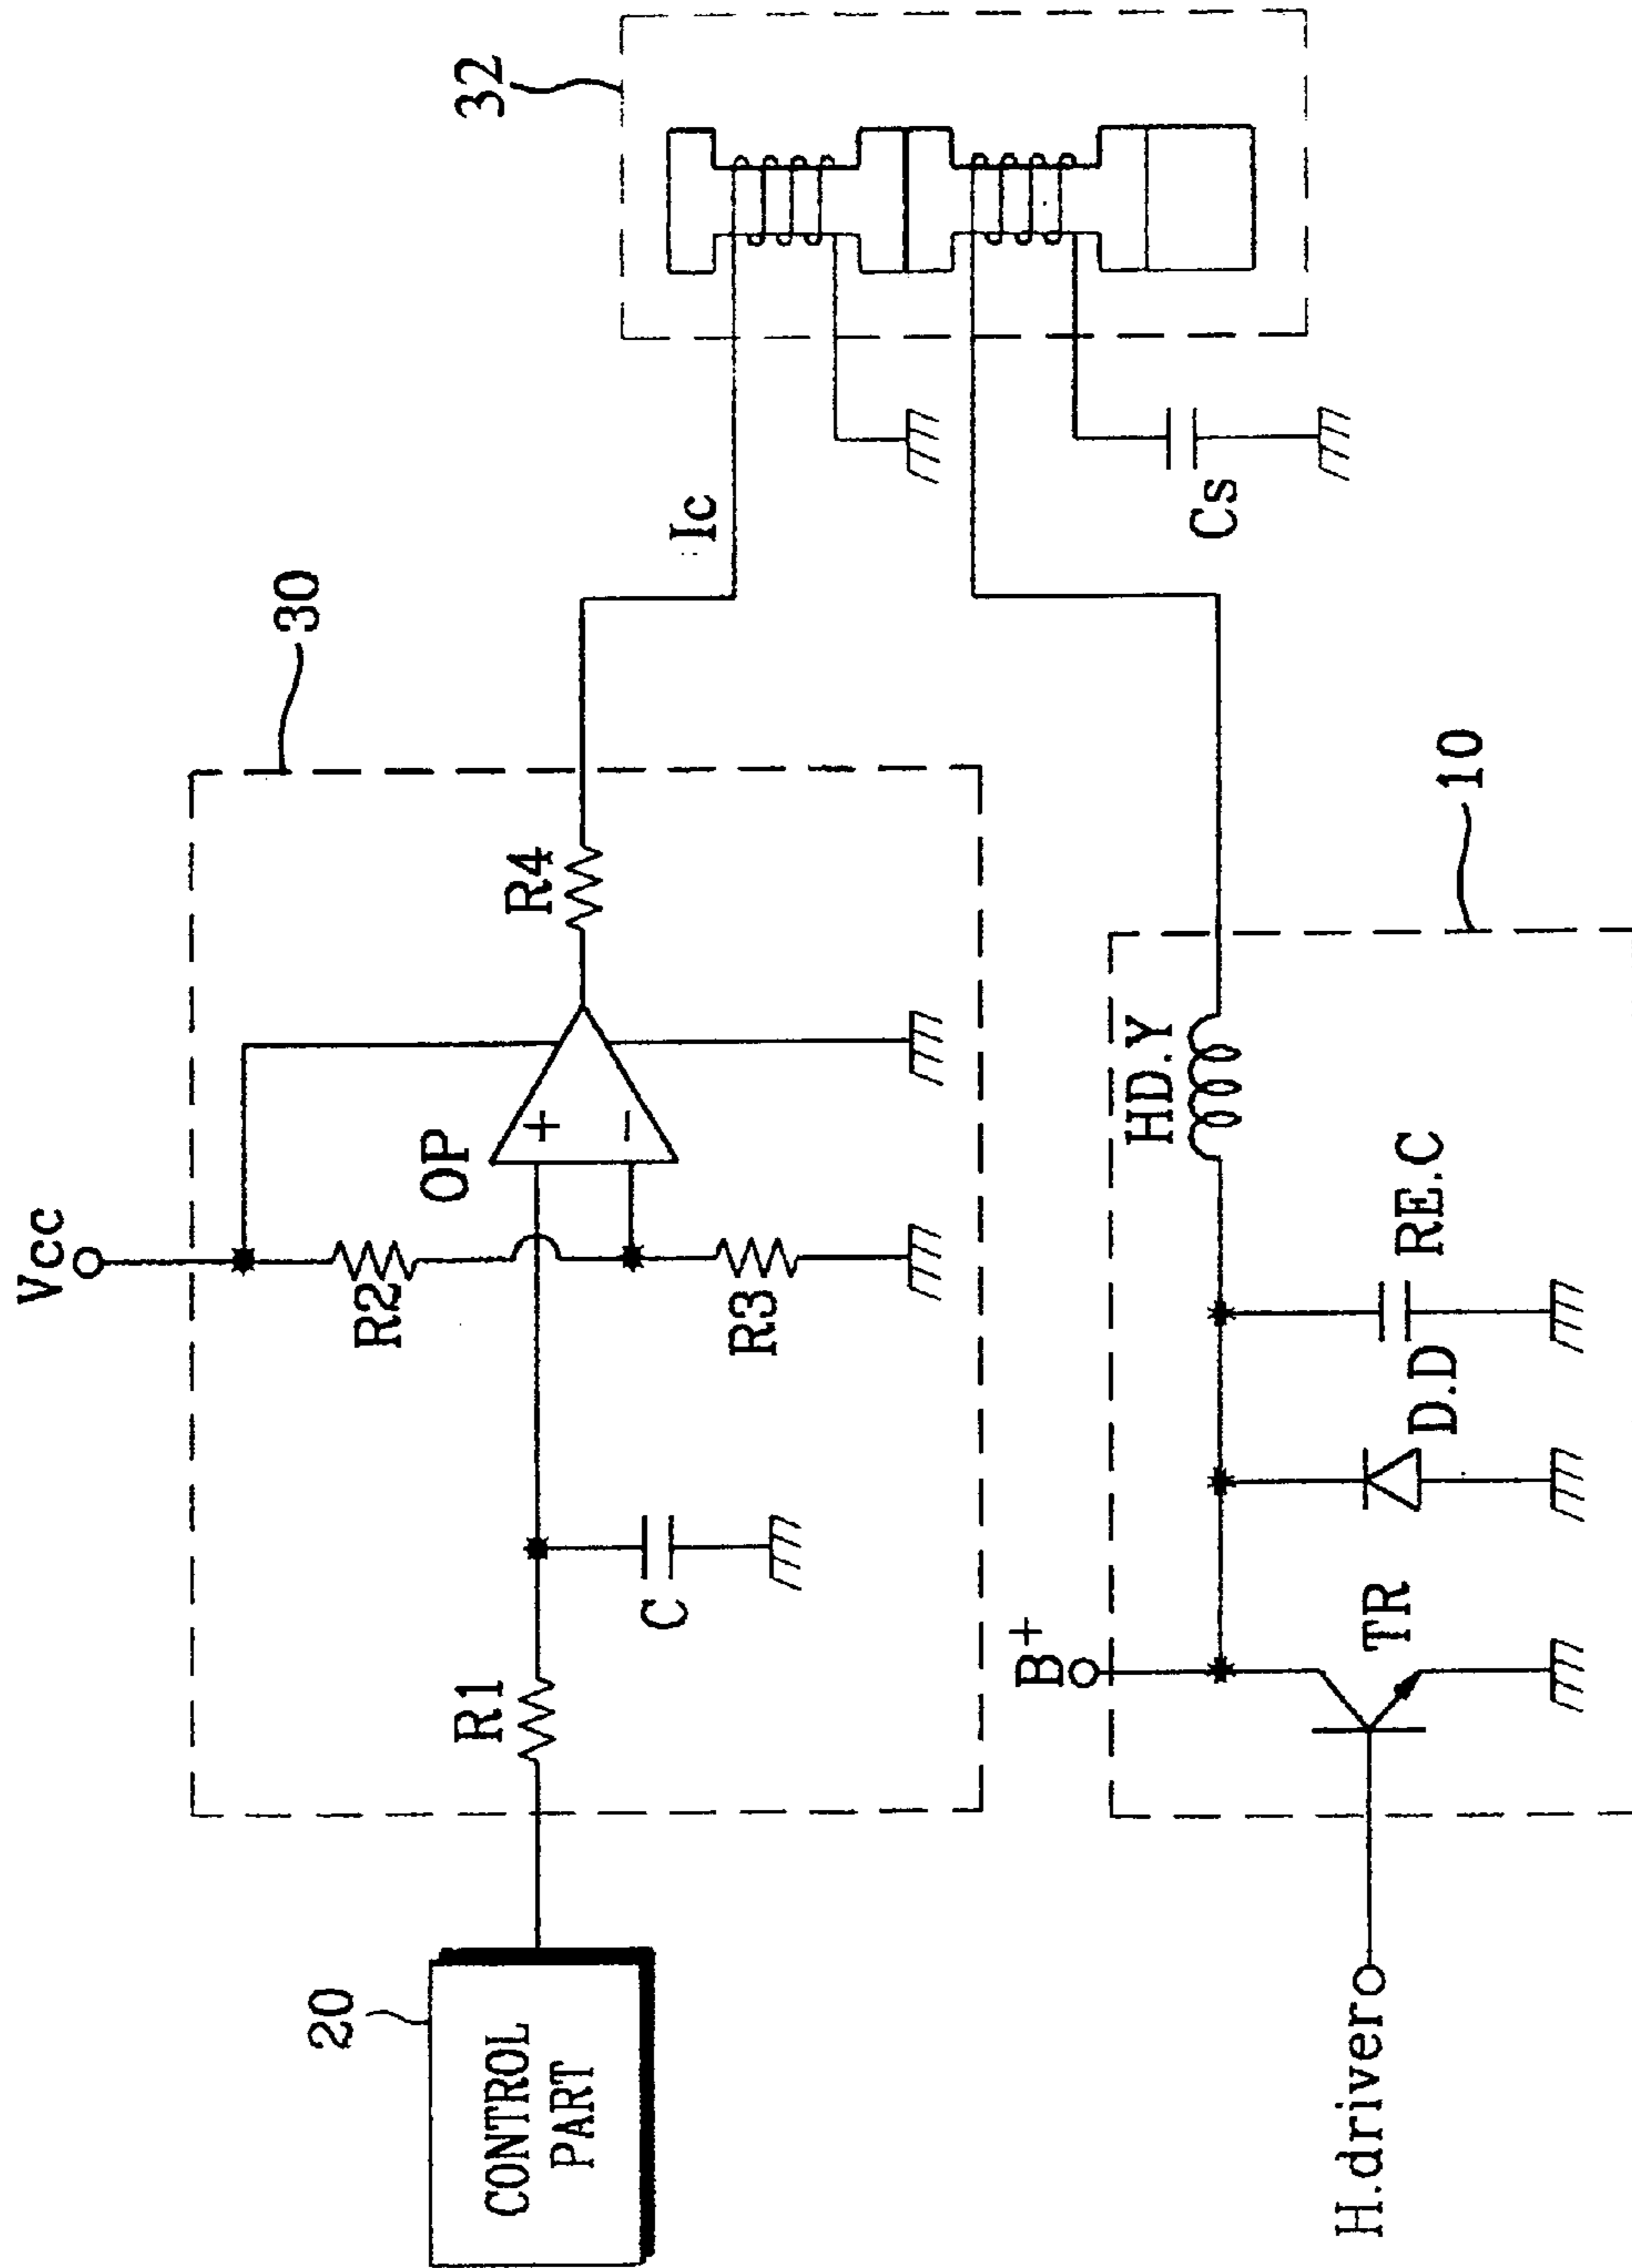 32
Ic
Cs
30
Vcc
R4
OP
+
−
R2
R3
C
R1
20
CONTROL
PART
10
HD.Y
RE.C
D.D
B+
TR
H.driver